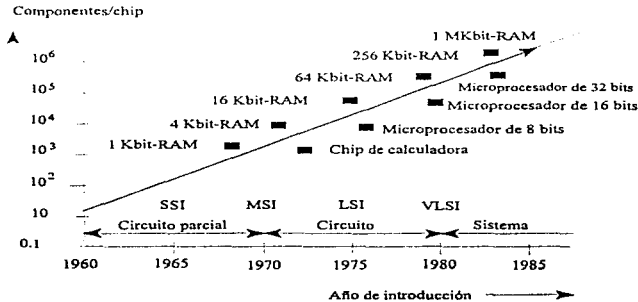 Componentes/chip
1 MKbit-RAM
10⁶
256 Kbit-RAM
64 Kbit-RAM
Microprocesador de 32 bits
10⁵
16 Kbit-RAM
Microprocesador de 16 bits
10⁴
4 Kbit-RAM
Microprocesador de 8 bits
1 Kbit-RAM
Chip de calculadora
10³
10²
SSI MSI LSI VLSI
10
Circuito parcial Circuito Sistema
0.1
1960 1965 1970 1975 1980 1985
Año de introducción